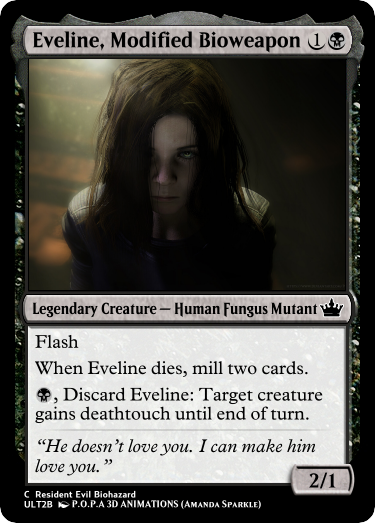 Eveline, Modified Bioweapon 1
Legendary Creature — Human Fungus Mutant
Flash
When Eveline dies, mill two cards.
, Discard Eveline: Target creature
gains deathtouch until end of turn.
“He doesn’t love you. I can make him
love you.”
2/1
C Resident Evil Biohazard
ULT2B P.O.P.A 3D ANIMATIONS (AMANDA SPARKLE)